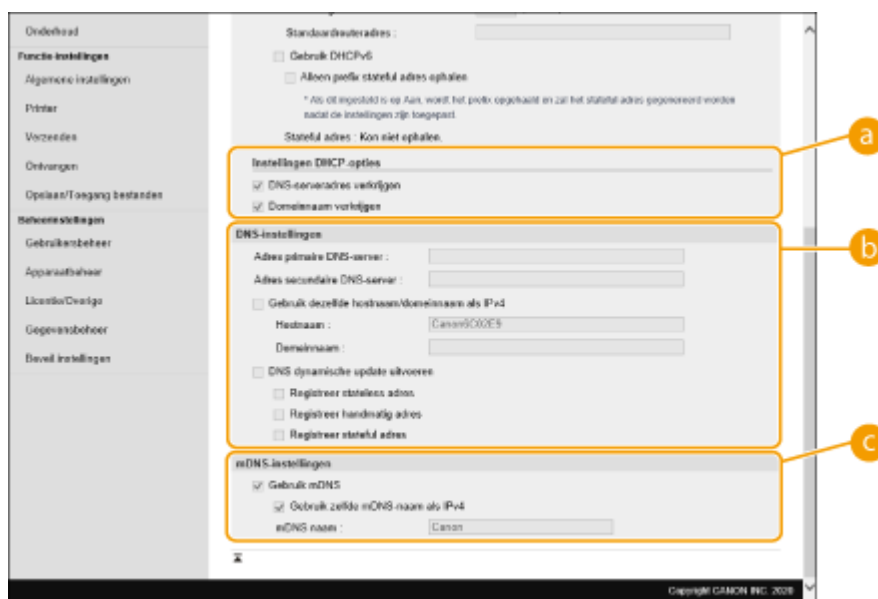 Onderhoud
Functie-instellingen
Algemene instellingen
Printer
Verzenden
Ontvangen
Opslaan/Toegang bestanden
Beheerinstellingen
Gebruikersbeheer
Apparaatbeheer
Licentie/Overige
Gegevensbeheer
Beveil instellingen
Standaardrouteradres :
Gebruik DHCPv6
Alleen prefix stateful adres ophalen
* Als dit ingesteld is op Aan, wordt het prefix opgehaald en zal het stateful adres gegenereerd worden
nadat de instellingen zijn toegepast.
Stateful adres : Kon niet ophalen.
Instellingen DHCP-opties
DNS-serveradres verkrijgen
Domeinnaam verkrijgen
a
DNS-instellingen
Adres primaire DNS-server :
Adres secundaire DNS-server :
Gebruik dezelfde hostnaam/domeinnaam als IPv4
Hostnaam : Canon6C02E9
Domeinnaam :
DNS dynamische update uitvoeren
Registreer stateless adres
Registreer handmatig adres
Registreer stateful adres
b
mDNS-instellingen
Gebruik mDNS
Gebruik zelfde mDNS-naam als IPv4
mDNS naam : Canon
c
Copyright CANON INC. 2020